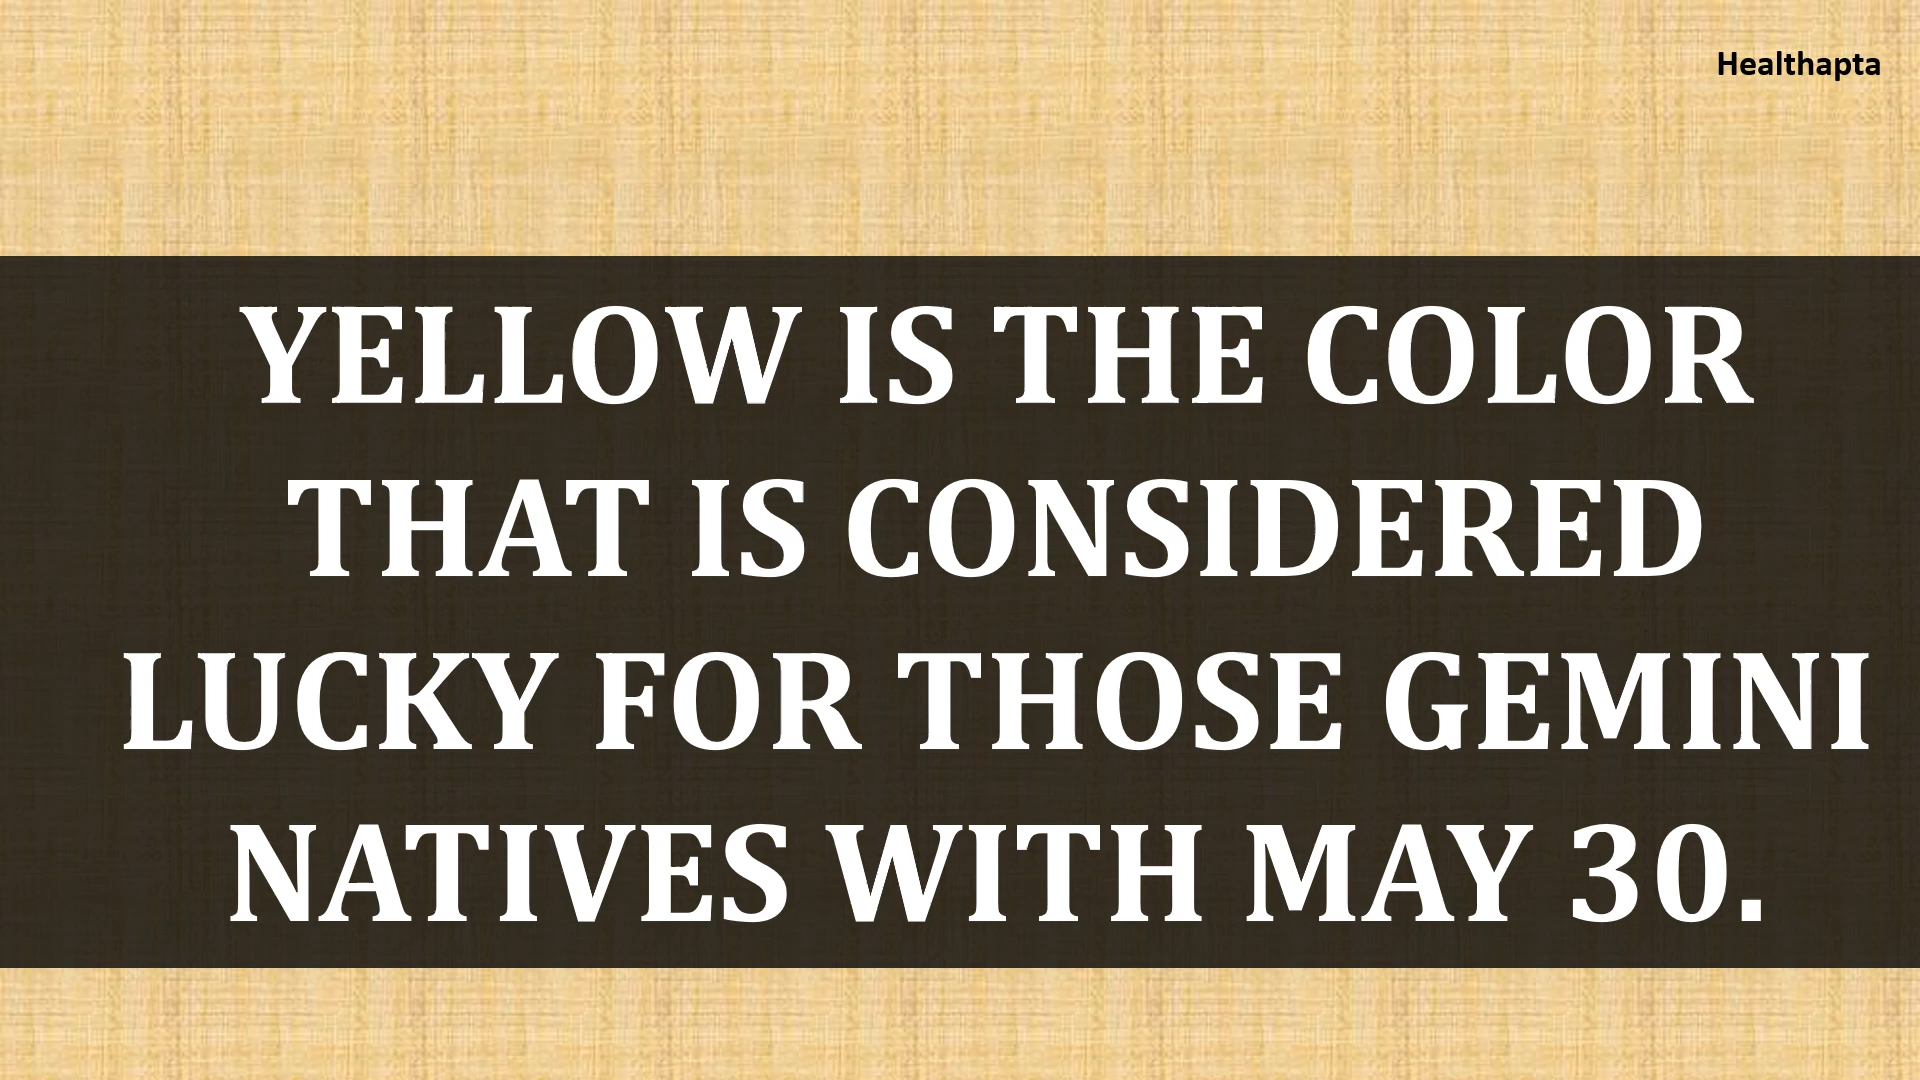 Healthapta
YELLOW IS THE COLOR
THAT IS CONSIDERED
LUCKY FOR THOSE GEMINI
NATIVES WITH MAY 30.